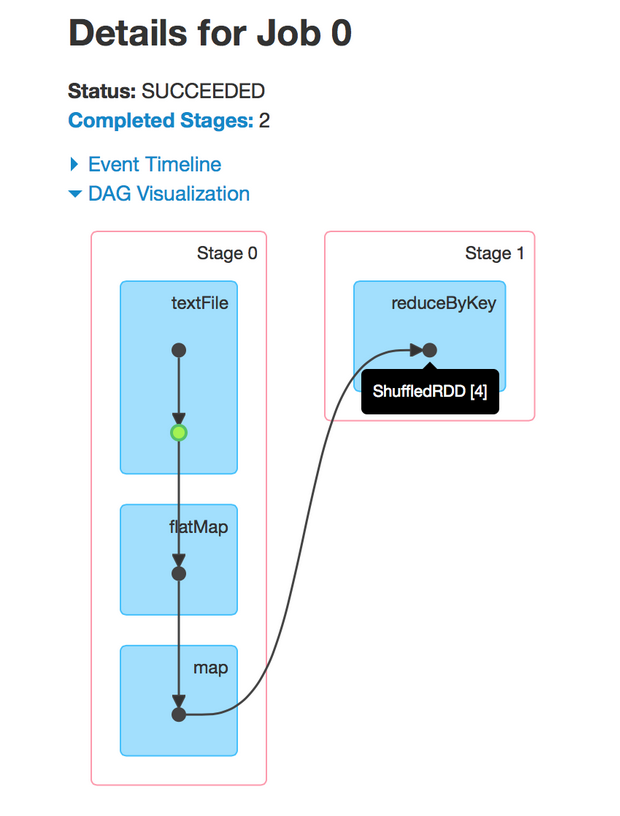 Details for Job 0
Status: SUCCEEDED
Completed Stages: 2
Event Timeline
DAG Visualization
Stage 0
textFile
flatMap
map
Stage 1
reduceByKey
ShuffledRDD [4]